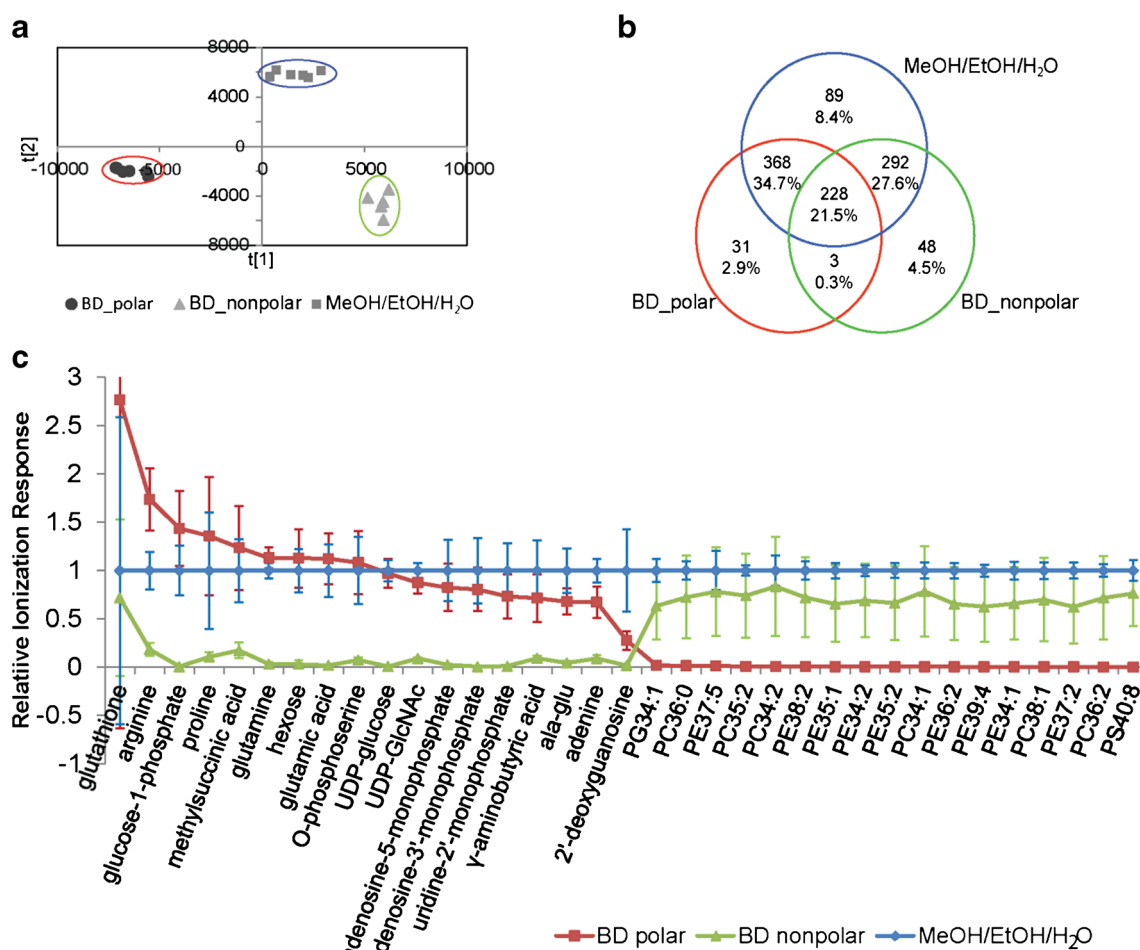 a
8000
4000
0
-4000
8000
-10000
-5000
0
5000
10000
t[2]
t[1]
BD_polar
BD_nonpolar
MeOH/EtOH/H₂O
b
MeOH/EtOH/H₂O
89
8.4%
368
34.7%
292
27.6%
228
21.5%
31
2.9%
3
0.3%
48
4.5%
BD_polar
BD_nonpolar
c
Relatiive Ionization Response
3
2.5
2
1.5
1
0.5
0
-0.5
-1
glutathione
arginine
glucose-1-phosphate
proline
methylsuccinic acid
glutamine
hexose
glutamic acid
O-phosphoserine
UDP-glucose
UDP-GlcNAC
adenosine-5-monophosphate
denosine-3'-monophosphate
uridine-2'-monophosphate
γ-aminobutyric acid
ala-glu
adenine
2'-deoxyguanosine
PG34:1
PC36:0
PE37:5
PC35:2
PC34:2
PE38:2
PE35:1
PE34:2
PE35:2
PC34:1
PE36:2
PE39:4
PE34:1
PC38:1
PE37:2
PC36:2
PS40:8
BD polar
BD nonpolar
MeOH/EtOH/H₂O